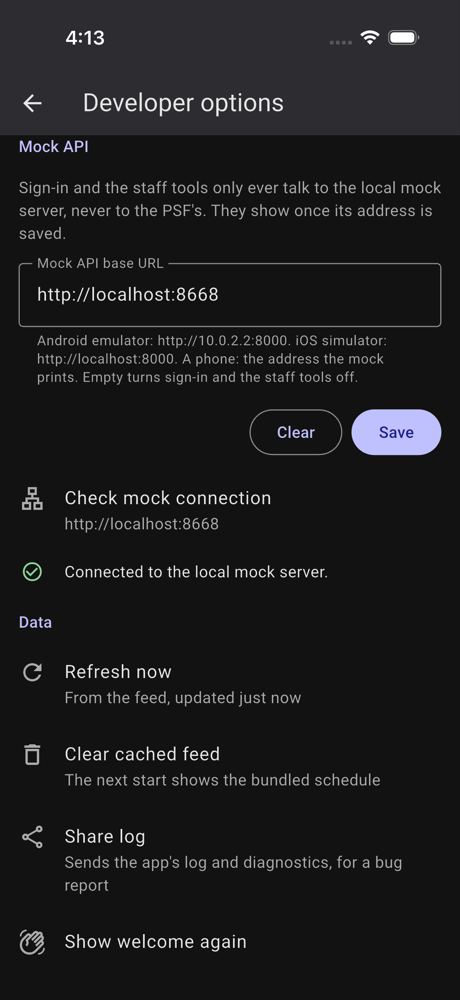 4:13
Developer options
Mock API
Sign-in and the staff tools only ever talk to the local mock
server, never to the PSF's. They show once its address is
saved.
Mock API base URL
http://localhost:8668
Android emulator: http://10.0.2.2:8000. iOS simulator:
http://localhost:8000. A phone: the address the mock
prints. Empty turns sign-in and the staff tools off.
Clear
Save
Check mock connection
http://localhost:8668
Connected to the local mock server.
Data
Refresh now
From the feed, updated just now
Clear cached feed
The next start shows the bundled schedule
Share log
Sends the app's log and diagnostics, for a bug
report
Show welcome again